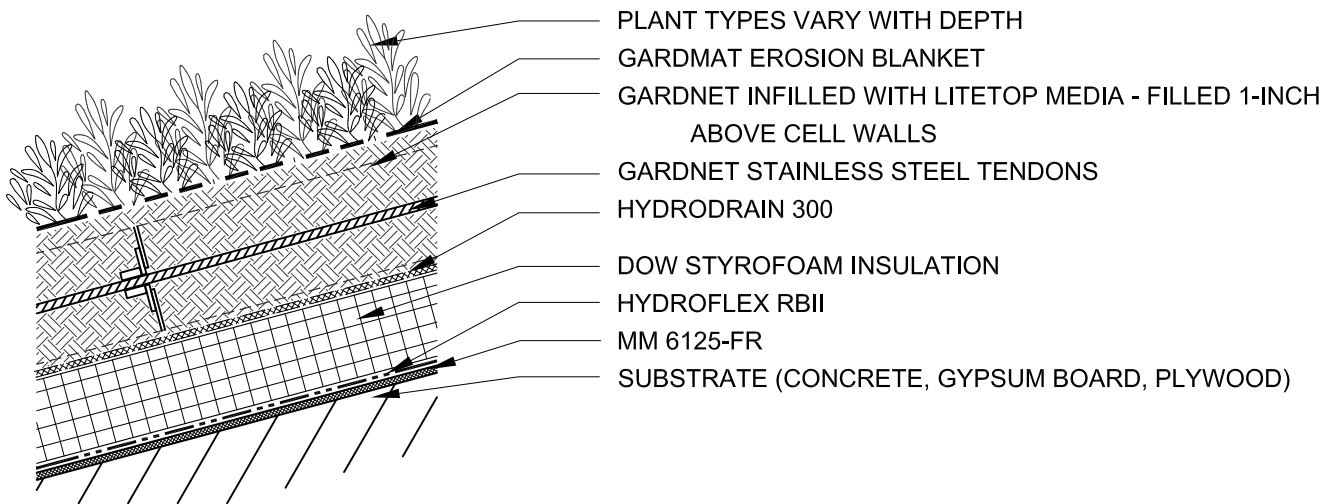 PLANT TYPES VARY WITH DEPTH
GARDMAT EROSION BLANKET
GARDNET INFILLED WITH LITETOP MEDIA - FILLED 1-INCH
ABOVE CELL WALLS
GARDNET STAINLESS STEEL TENDONS
HYDRODRAIN 300
DOW STYROFOAM INSULATION
HYDROFLEX RBII
MM 6125-FR
SUBSTRATE (CONCRETE, GYPSUM BOARD, PLYWOOD)